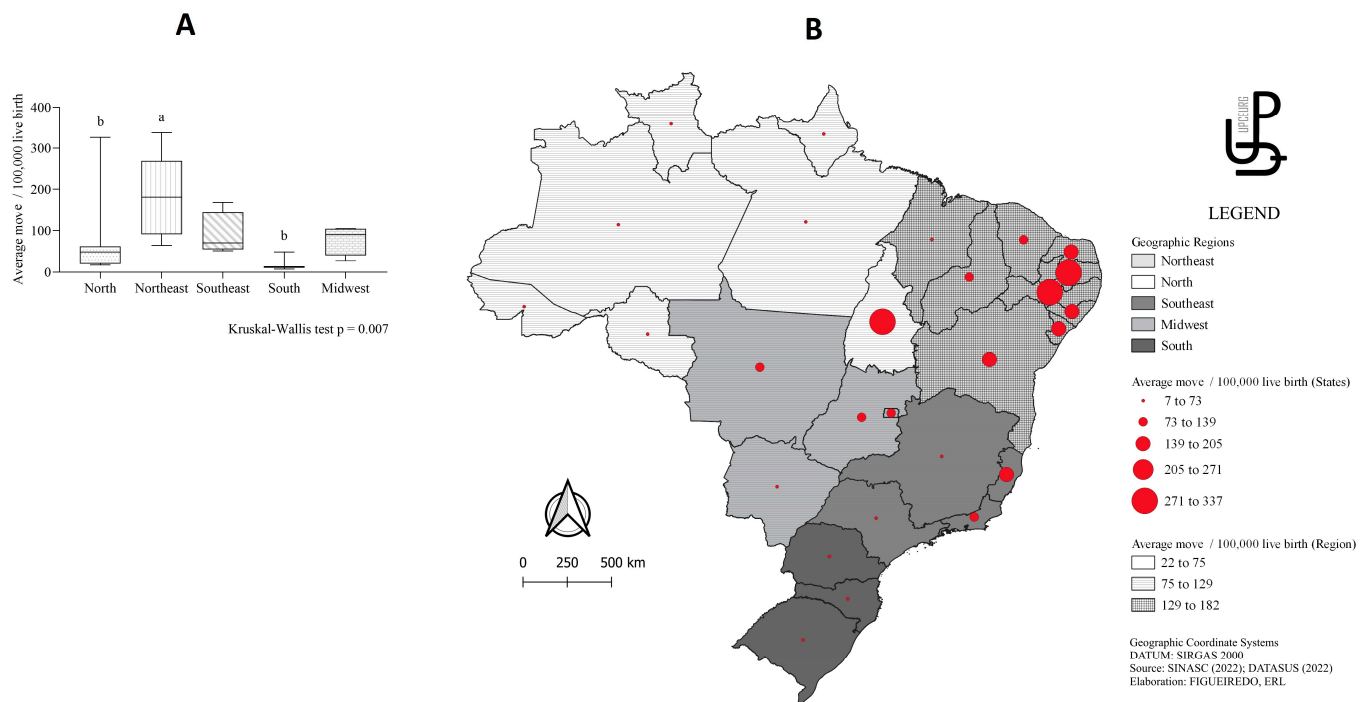 A
B
Average move / 100,000 live birth
400
300
200
100
0
b
a
b
North
Northeast
Southeast
South
Midwest
Kruskal-Wallis test p = 0.007
0 250 500 km
UPCEURG
LEGEND
Geographic Regions
Northeast
North
Southeast
Midwest
South
Average move / 100,000 live birth (States)
7 to 73
73 to 139
139 to 205
205 to 271
271 to 337
Average move / 100,000 live birth (Region)
22 to 75
75 to 129
129 to 182
Geographic Coordinate Systems
DATUM: SIRGAS 2000
Source: SINASC (2022); DATASUS (2022)
Elaboration: FIGUEIREDO, ERL